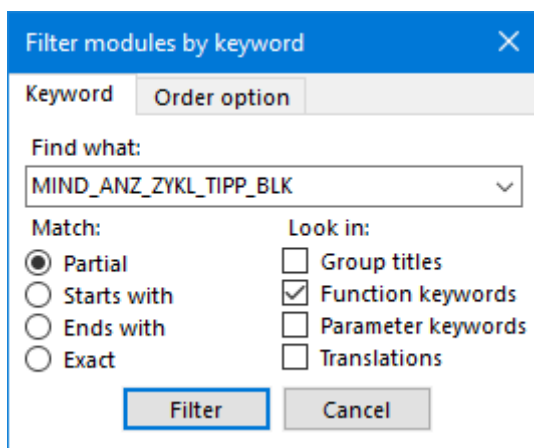 Filter modules by keyword
Keyword Order option
Find what:
MIND_ANZ_ZYKL_TIPP_BLK
Match: Look in:
Partial Group titles
Starts with Function keywords
Ends with Parameter keywords
Exact Translations
Filter Cancel